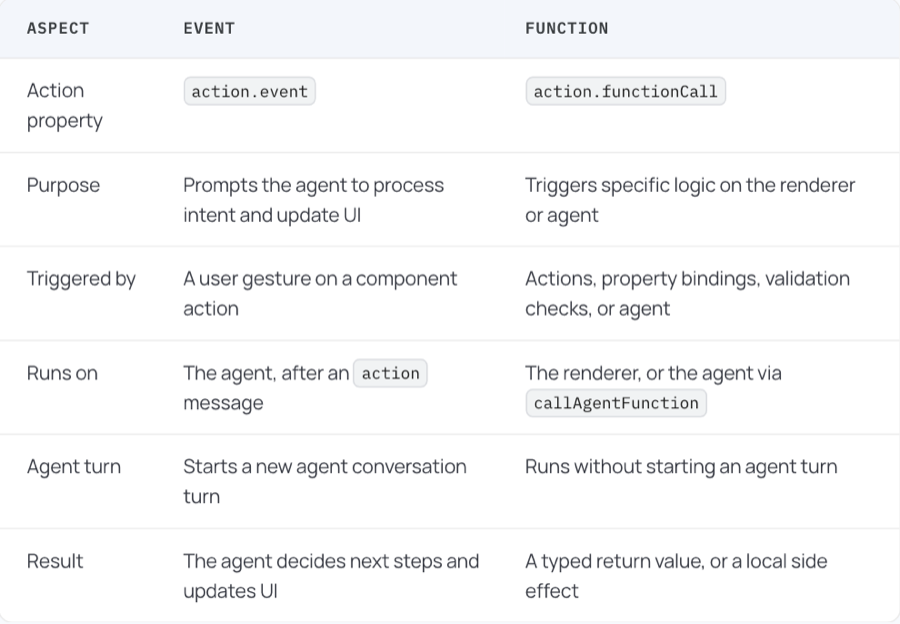 ASPECT EVENT FUNCTION
Action property action.event action.functionCall
Purpose Prompts the agent to process intent and update UI Triggers specific logic on the renderer or agent
Triggered by A user gesture on a component action Actions, property bindings, validation checks, or agent
Runs on The agent, after an action message The renderer, or the agent via callAgentFunction
Agent turn Starts a new agent conversation turn Runs without starting an agent turn
Result The agent decides next steps and updates UI A typed return value, or a local side effect